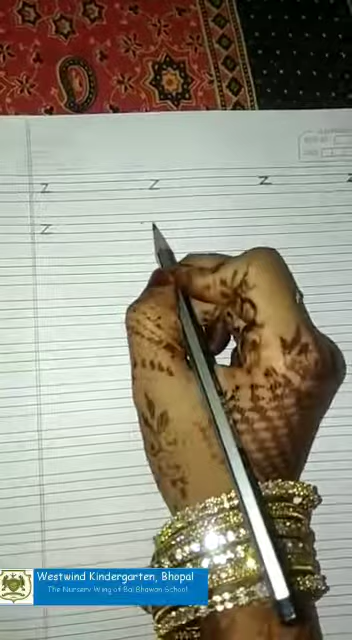 z z z z
z
Westwind Kindergarten, Bhopal
The Nursery Wing of Bal Bhawan School